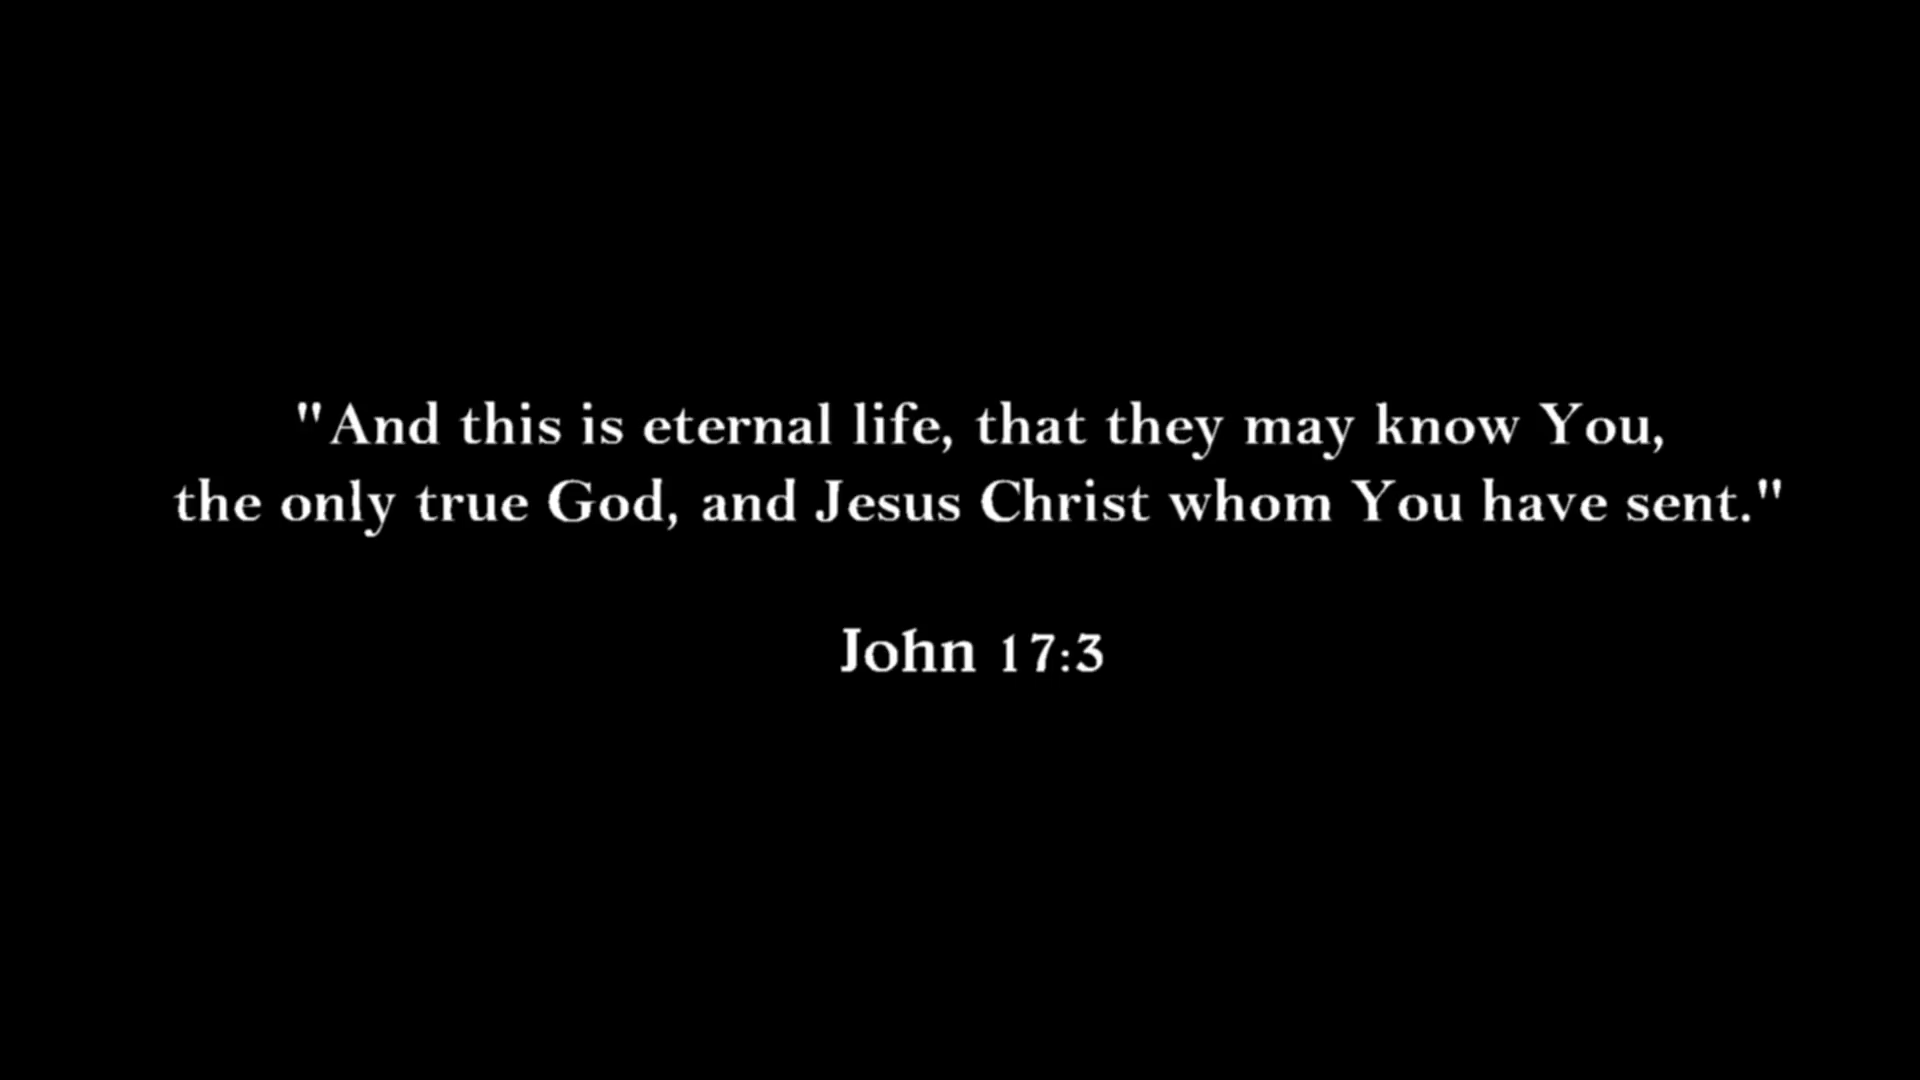 "And this is eternal life, that they may know You,
the only true God, and Jesus Christ whom You have sent."
John 17:3